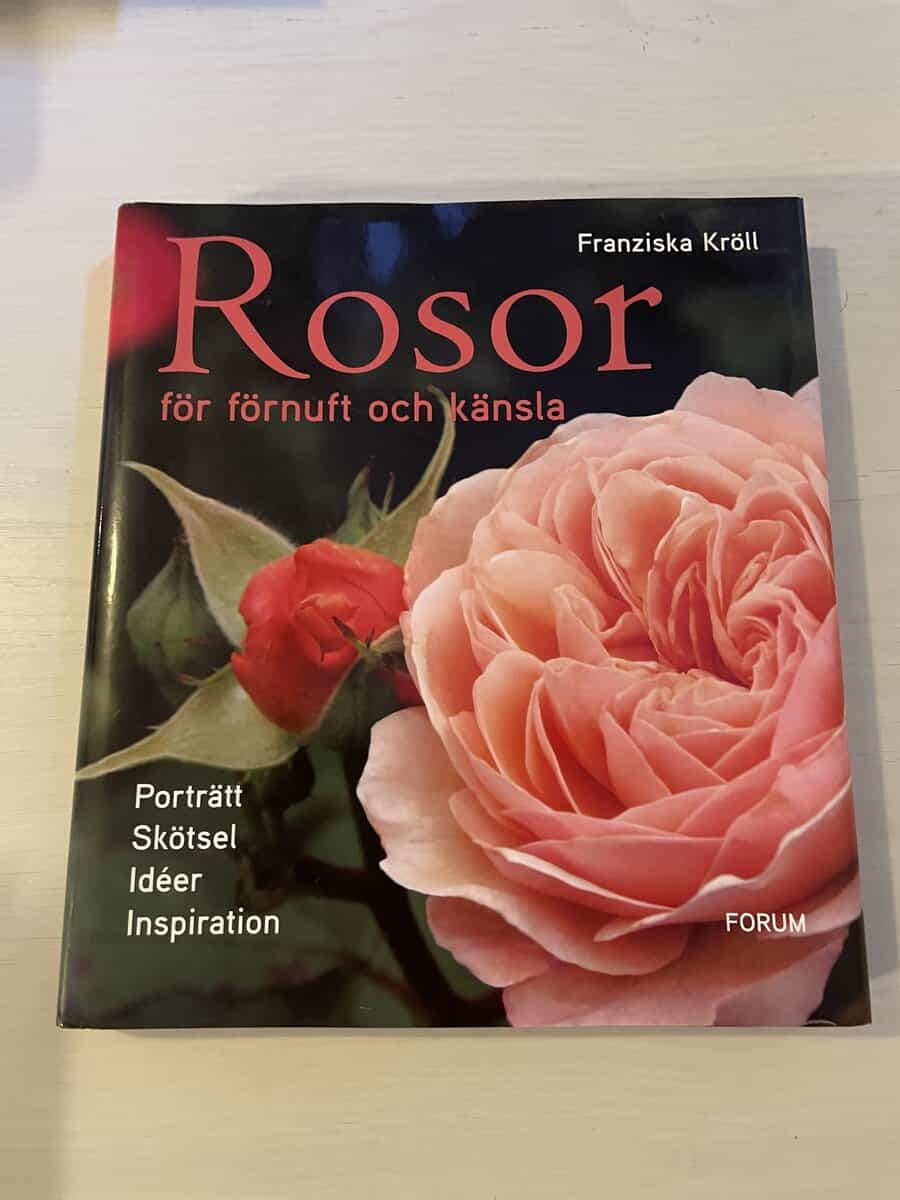 Franziska Kröll
Rosor
för förnuft och känsla
Porträtt
Skötsel
Idéer
Inspiration
FORUM